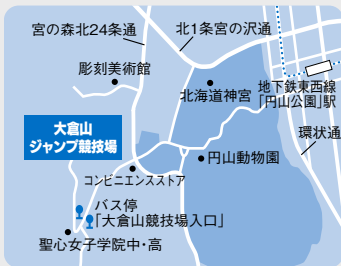 宮の森北24条通
北1条宮の沢通
彫刻美術館
北海道神宮
地下鉄東西線
「円山公園」駅
大倉山
ジャンプ競技場
環状通
円山動物園
コンビニエンスストア
バス停
「大倉山競技場入口」
聖心女子学院中・高